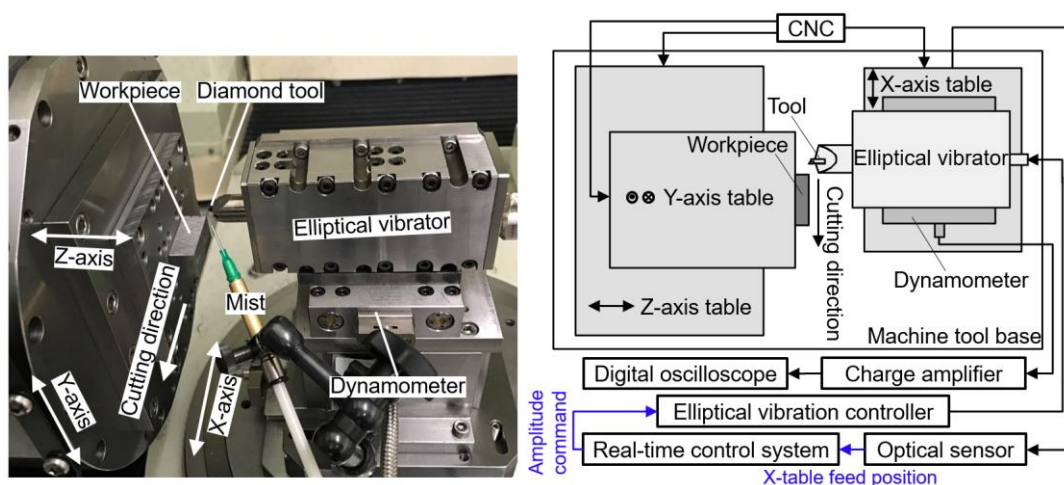 Workpiece
Diamond tool
Z-axis
Elliptical vibrator
Cutting direction
Mist
Y-axis
X-axis
Dynamometer
CNC
X-axis table
Tool
Workpiece
Elliptical vibrator
Y-axis table
Cutting direction
Dynamometer
Z-axis table
Machine tool base
Digital oscilloscope
Charge amplifier
Elliptical vibration controller
Amplitude
command
Real-time control system
Optical sensor
X-table feed position